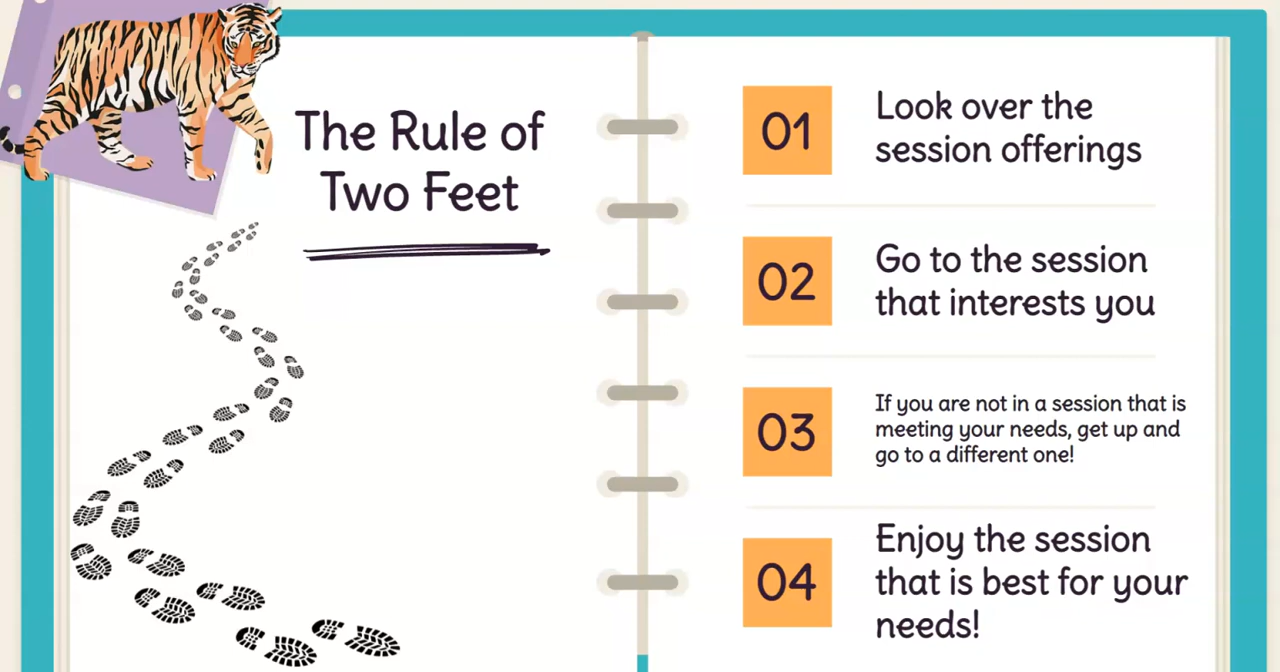 The Rule of
Two Feet
01
Look over the
session offerings
02
Go to the session
that interests you
03
If you are not in a session that is
meeting your needs, get up and
go to a different one!
04
Enjoy the session
that is best for your
needs!